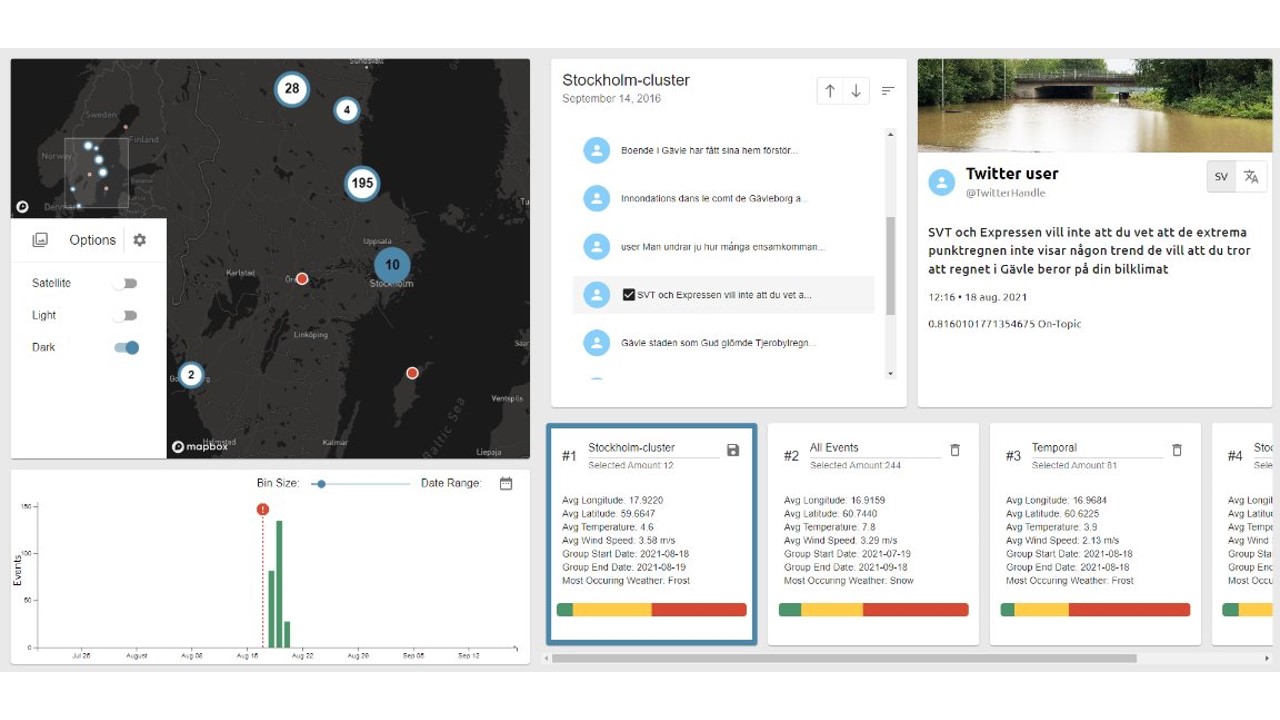 Sundsvall
28
4
Sweden
Finland
Norway
195
Uppsala
10
Stockholm
Karlstad
Linköping
2
Ventspils
Kalmar
Halmstad
Baltic Sea
Liepaja
mapbox
Options
Satellite
Light
Dark
Bin Size:
Date Range:
Events
150
100
50
0
!
Jul 26
August
Aug 08
Aug 16
Aug 22
Aug 29
Sep 05
Sep 12
Stockholm-cluster
September 14, 2016
Boende i Gävle har fått sina hem förstör...
Innondations dans le comt de Gävleborg a...
user Man undrar ju hur många ensamkomman...
SVT och Expressen vill inte att du vet a...
Gävle staden som Gud glömde Tjerobylregn...
Twitter user
@TwitterHandle
SV
SVT och Expressen vill inte att du vet att de extrema
punktregnen inte visar någon trend de vill att du tror
att regnet i Gävle beror på din bilklimat
12:16 • 18 aug. 2021
0.8160101771354675 On-Topic
#1 Stockholm-cluster
Selected Amount:12
Avg Longitude: 17.9220
Avg Latitude: 59.6647
Avg Temperature: 4.6
Avg Wind Speed: 3.58 m/s
Group Start Date: 2021-08-18
Group End Date: 2021-08-19
Most Occuring Weather: Frost
#2 All Events
Selected Amount:244
Avg Longitude: 16.9159
Avg Latitude: 60.7440
Avg Temperature: 7.8
Avg Wind Speed: 3.29 m/s
Group Start Date: 2021-07-19
Group End Date: 2021-09-18
Most Occuring Weather: Snow
#3 Temporal
Selected Amount:81
Avg Longitude: 16.9684
Avg Latitude: 60.6225
Avg Temperature: 3.9
Avg Wind Speed: 2.13 m/s
Group Start Date: 2021-08-18
Group End Date: 2021-08-18
Most Occuring Weather: Frost
#4 Stoc
Selec
Avg Longit
Avg Latitu
Avg Tempe
Avg Wind
Group Sta
Group En
Most Occu